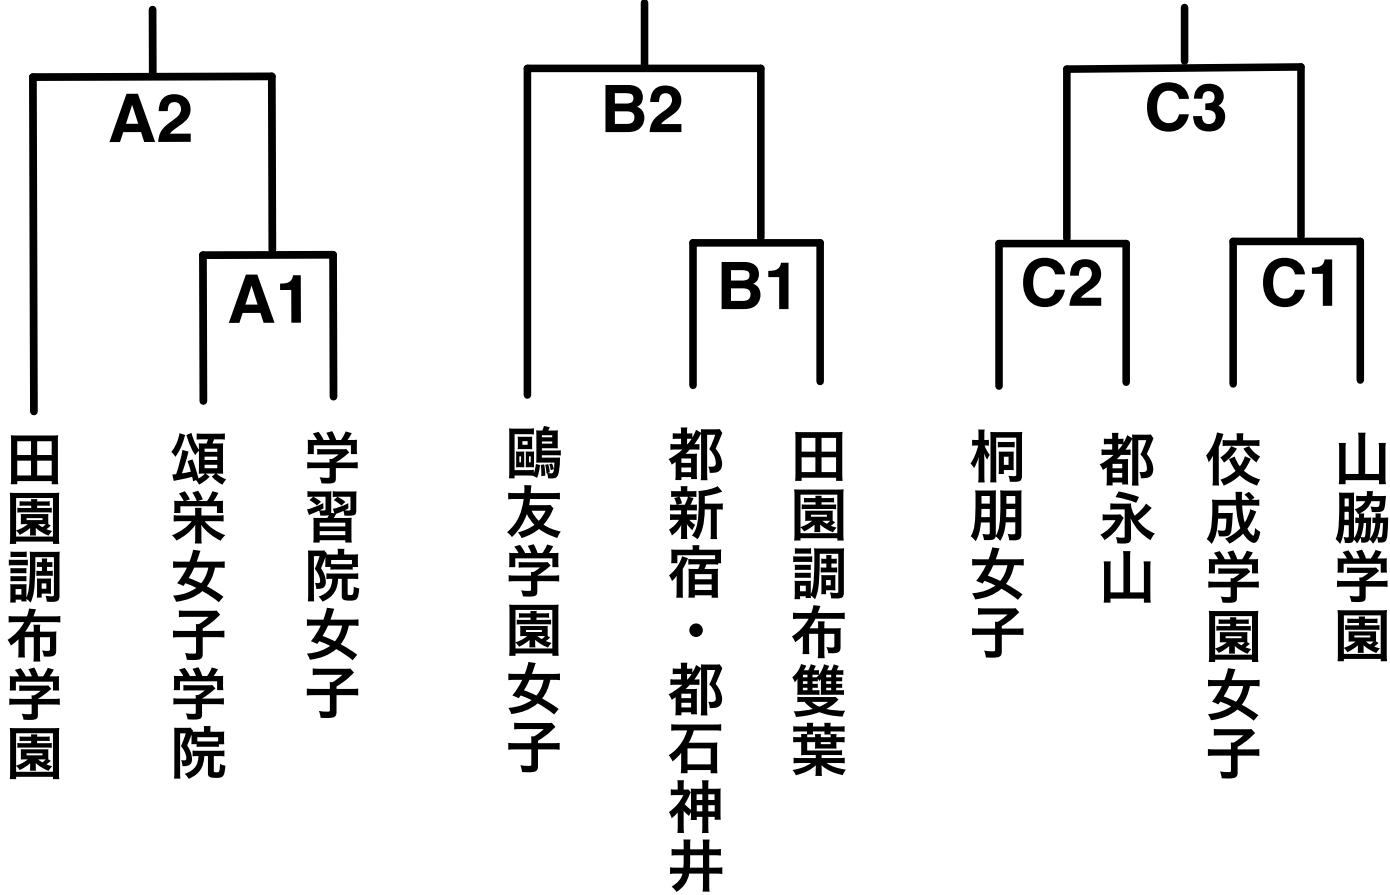 A2
B2
C3
A1
B1
C2
C1
田園調布学園
頌栄女子学院
学習院女子
鷗友学園女子
都新宿・都石神井
田園調布雙葉
桐朋女子
都永山
佼成学園女子
山脇学園